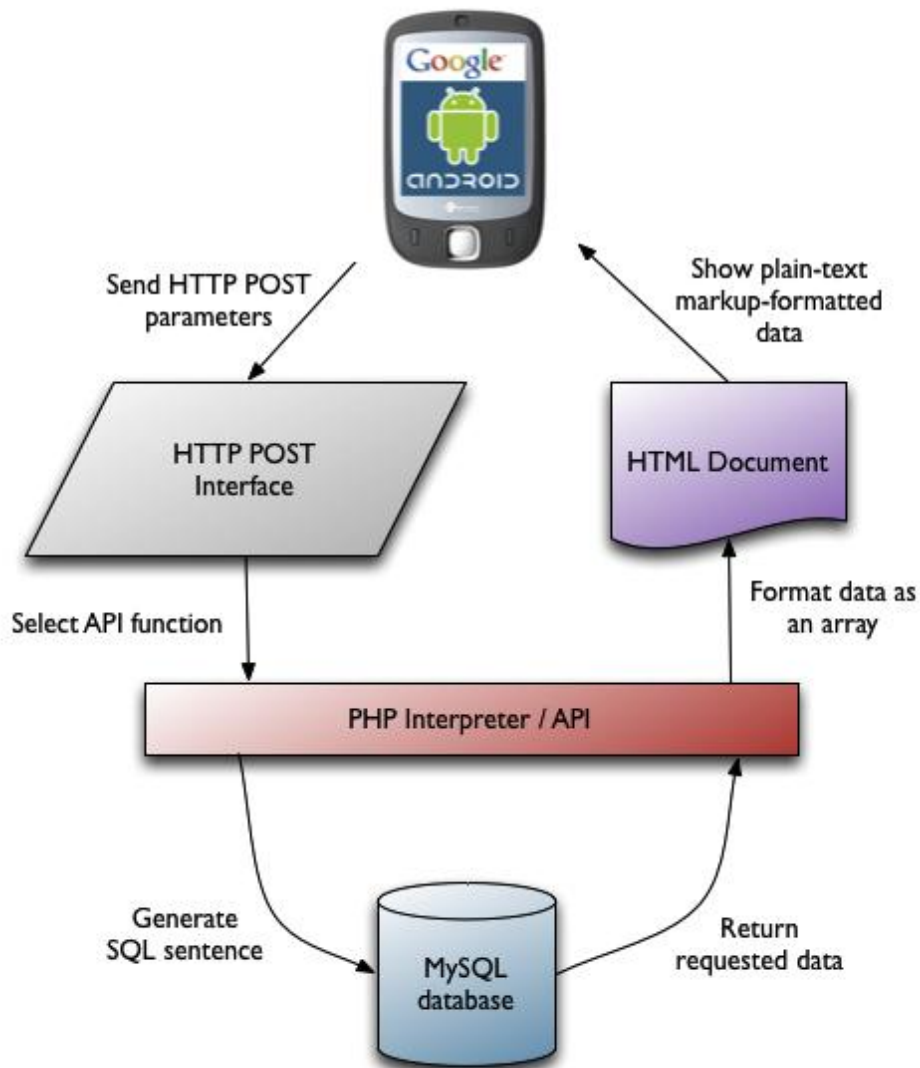 Google
ANDROID
Send HTTP POST
parameters
Show plain-text
markup-formatted
data
HTTP POST
Interface
HTML Document
Select API function
Format data as
an array
PHP Interpreter / API
Generate
SQL sentence
MySQL
database
Return
requested data